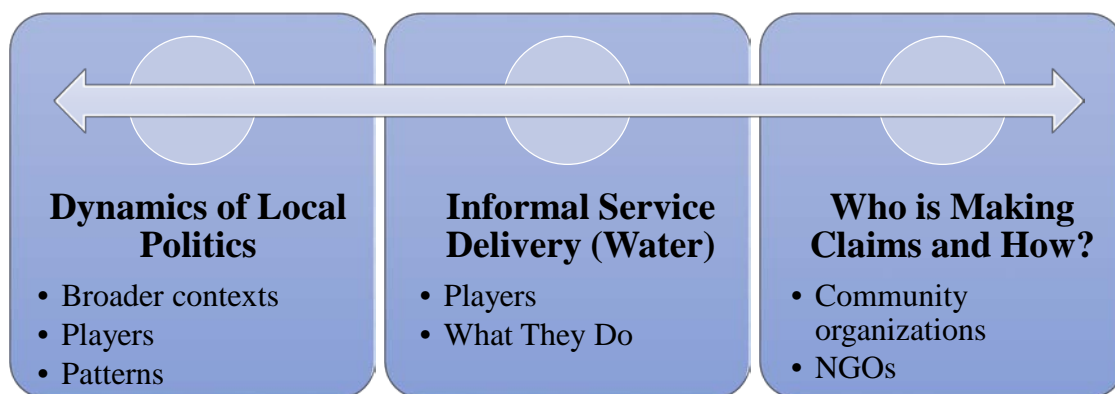 Dynamics of Local
Politics
• Broader contexts
• Players
• Patterns
Informal Service
Delivery (Water)
• Players
• What They Do
Who is Making
Claims and How?
• Community
organizations
• NGOs